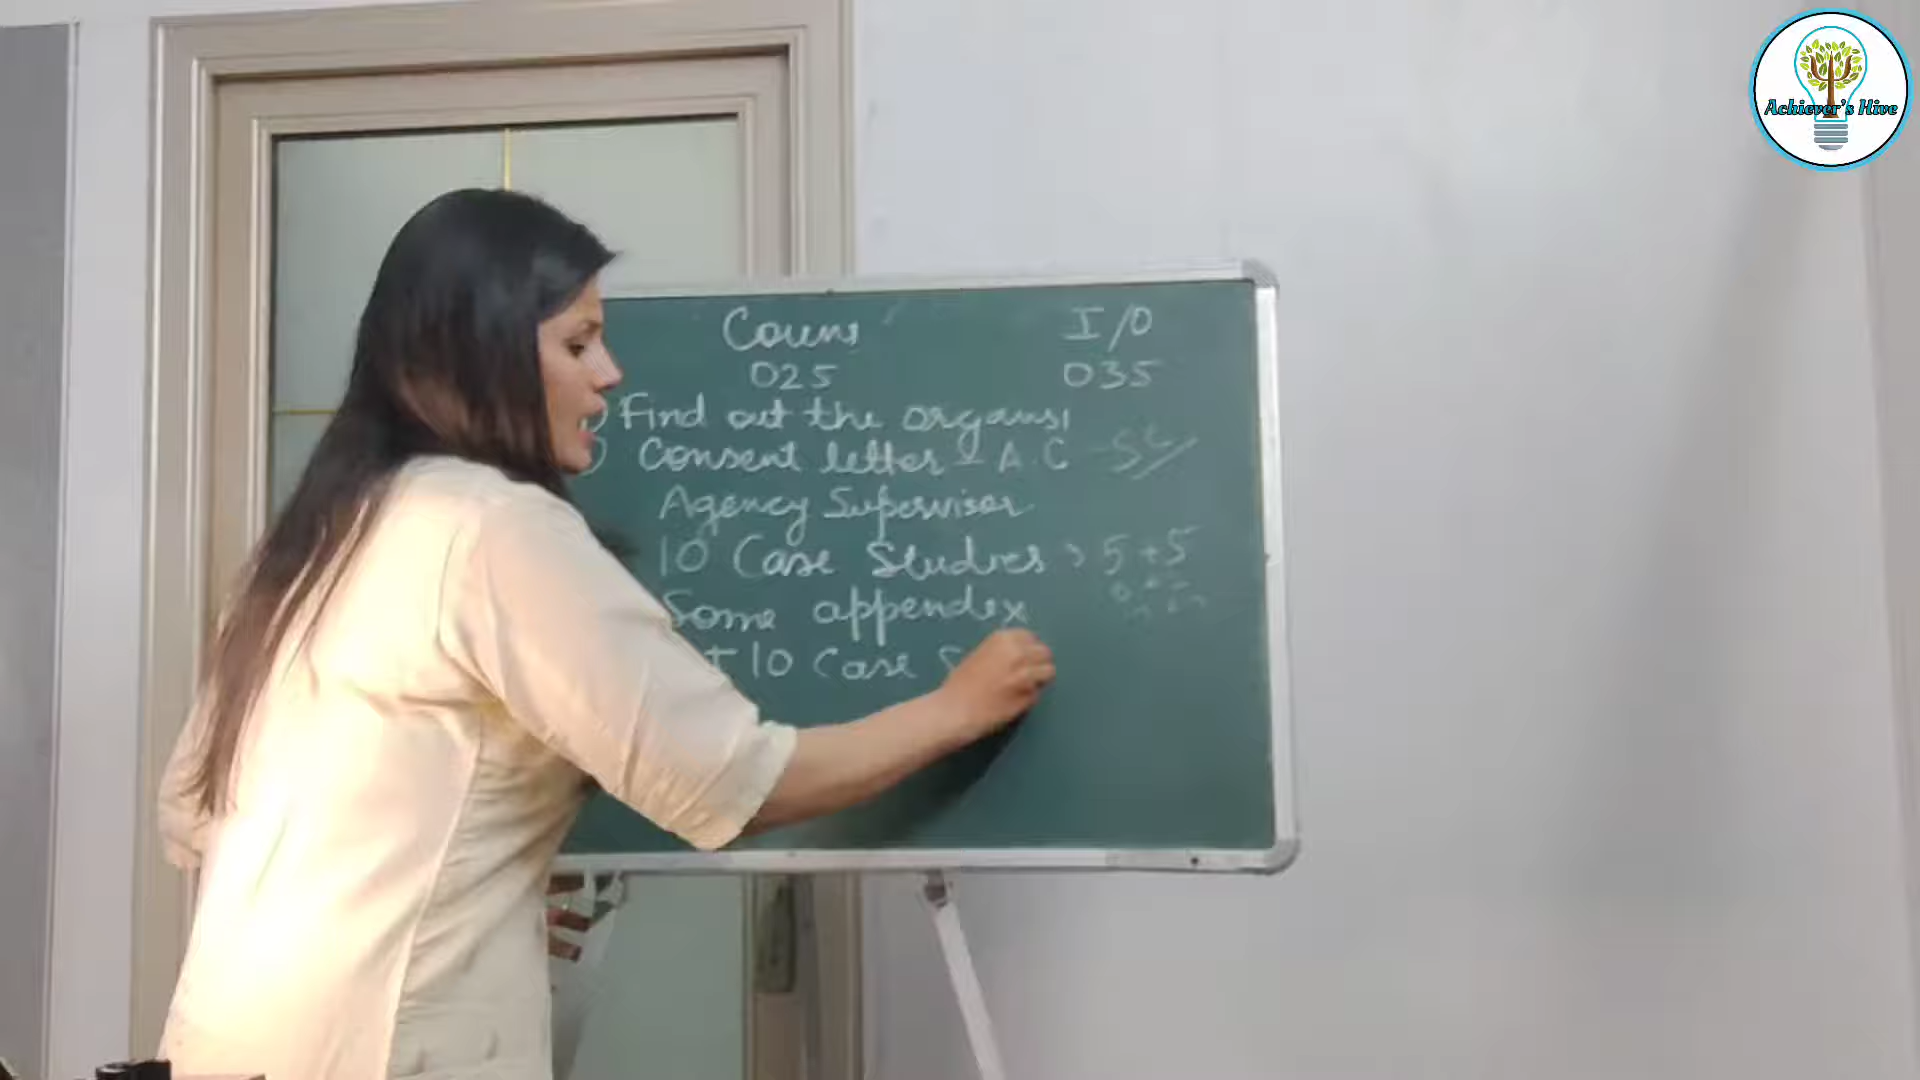 Achiever's Hive
Couns I/O
025 035
Find out the organsi
Consent letter - A.C
Agency Supervisor
10 Case Studies > 5 + 5
Some appendex
10 Case S